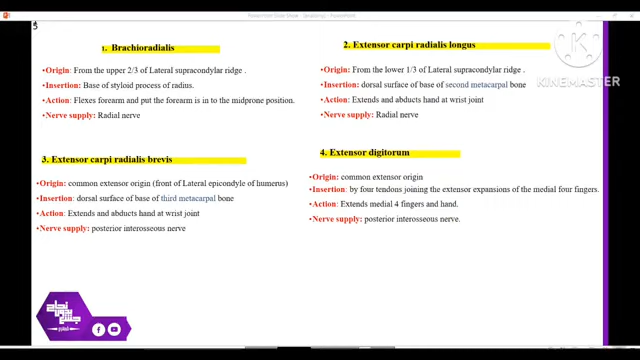 5
1. Brachioradialis
•Origin: From the upper 2/3 of Lateral supracondylar ridge .
•Insertion: Base of styloid process of radius.
•Action: Flexes forearm and put the forearm is in to the midprone position.
•Nerve supply: Radial nerve
2. Extensor carpi radialis longus
•Origin: From the lower 1/3 of Lateral supracondylar ridge .
•Insertion: dorsal surface of base of second metacarpal bone
•Action: Extends and abducts hand at wrist joint
•Nerve supply: Radial nerve
3. Extensor carpi radialis brevis
•Origin: common extensor origin (front of Lateral epicondyle of humerus)
•Insertion: dorsal surface of base of third metacarpal bone
•Action: Extends and abducts hand at wrist joint
•Nerve supply: posterior interosseous nerve
4. Extensor digitorum
•Origin: common extensor origin
•Insertion: by four tendons joining the extensor expansions of the medial four fingers.
•Action: Extends medial 4 fingers and hand.
•Nerve supply: posterior interosseous nerve.
K
KINEMASTER